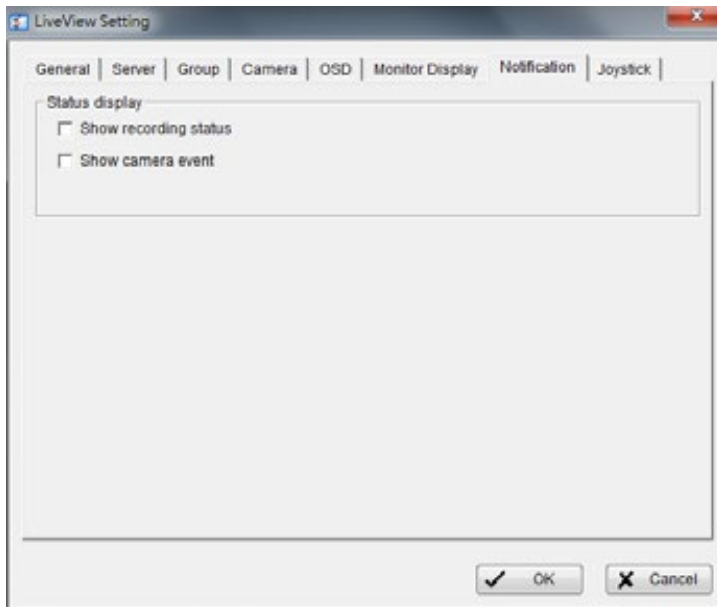 LiveView Setting
General Server Group Camera OSD Monitor Display Notification Joystick
Status display
Show recording status
Show camera event
OK Cancel